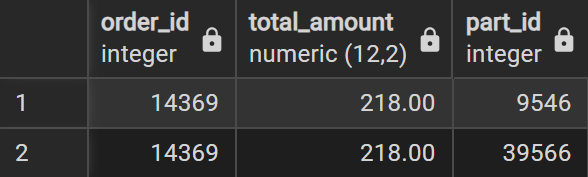 order_id total_amount part_id
integer numeric (12,2) integer
1 14369 218.00 9546
2 14369 218.00 39566